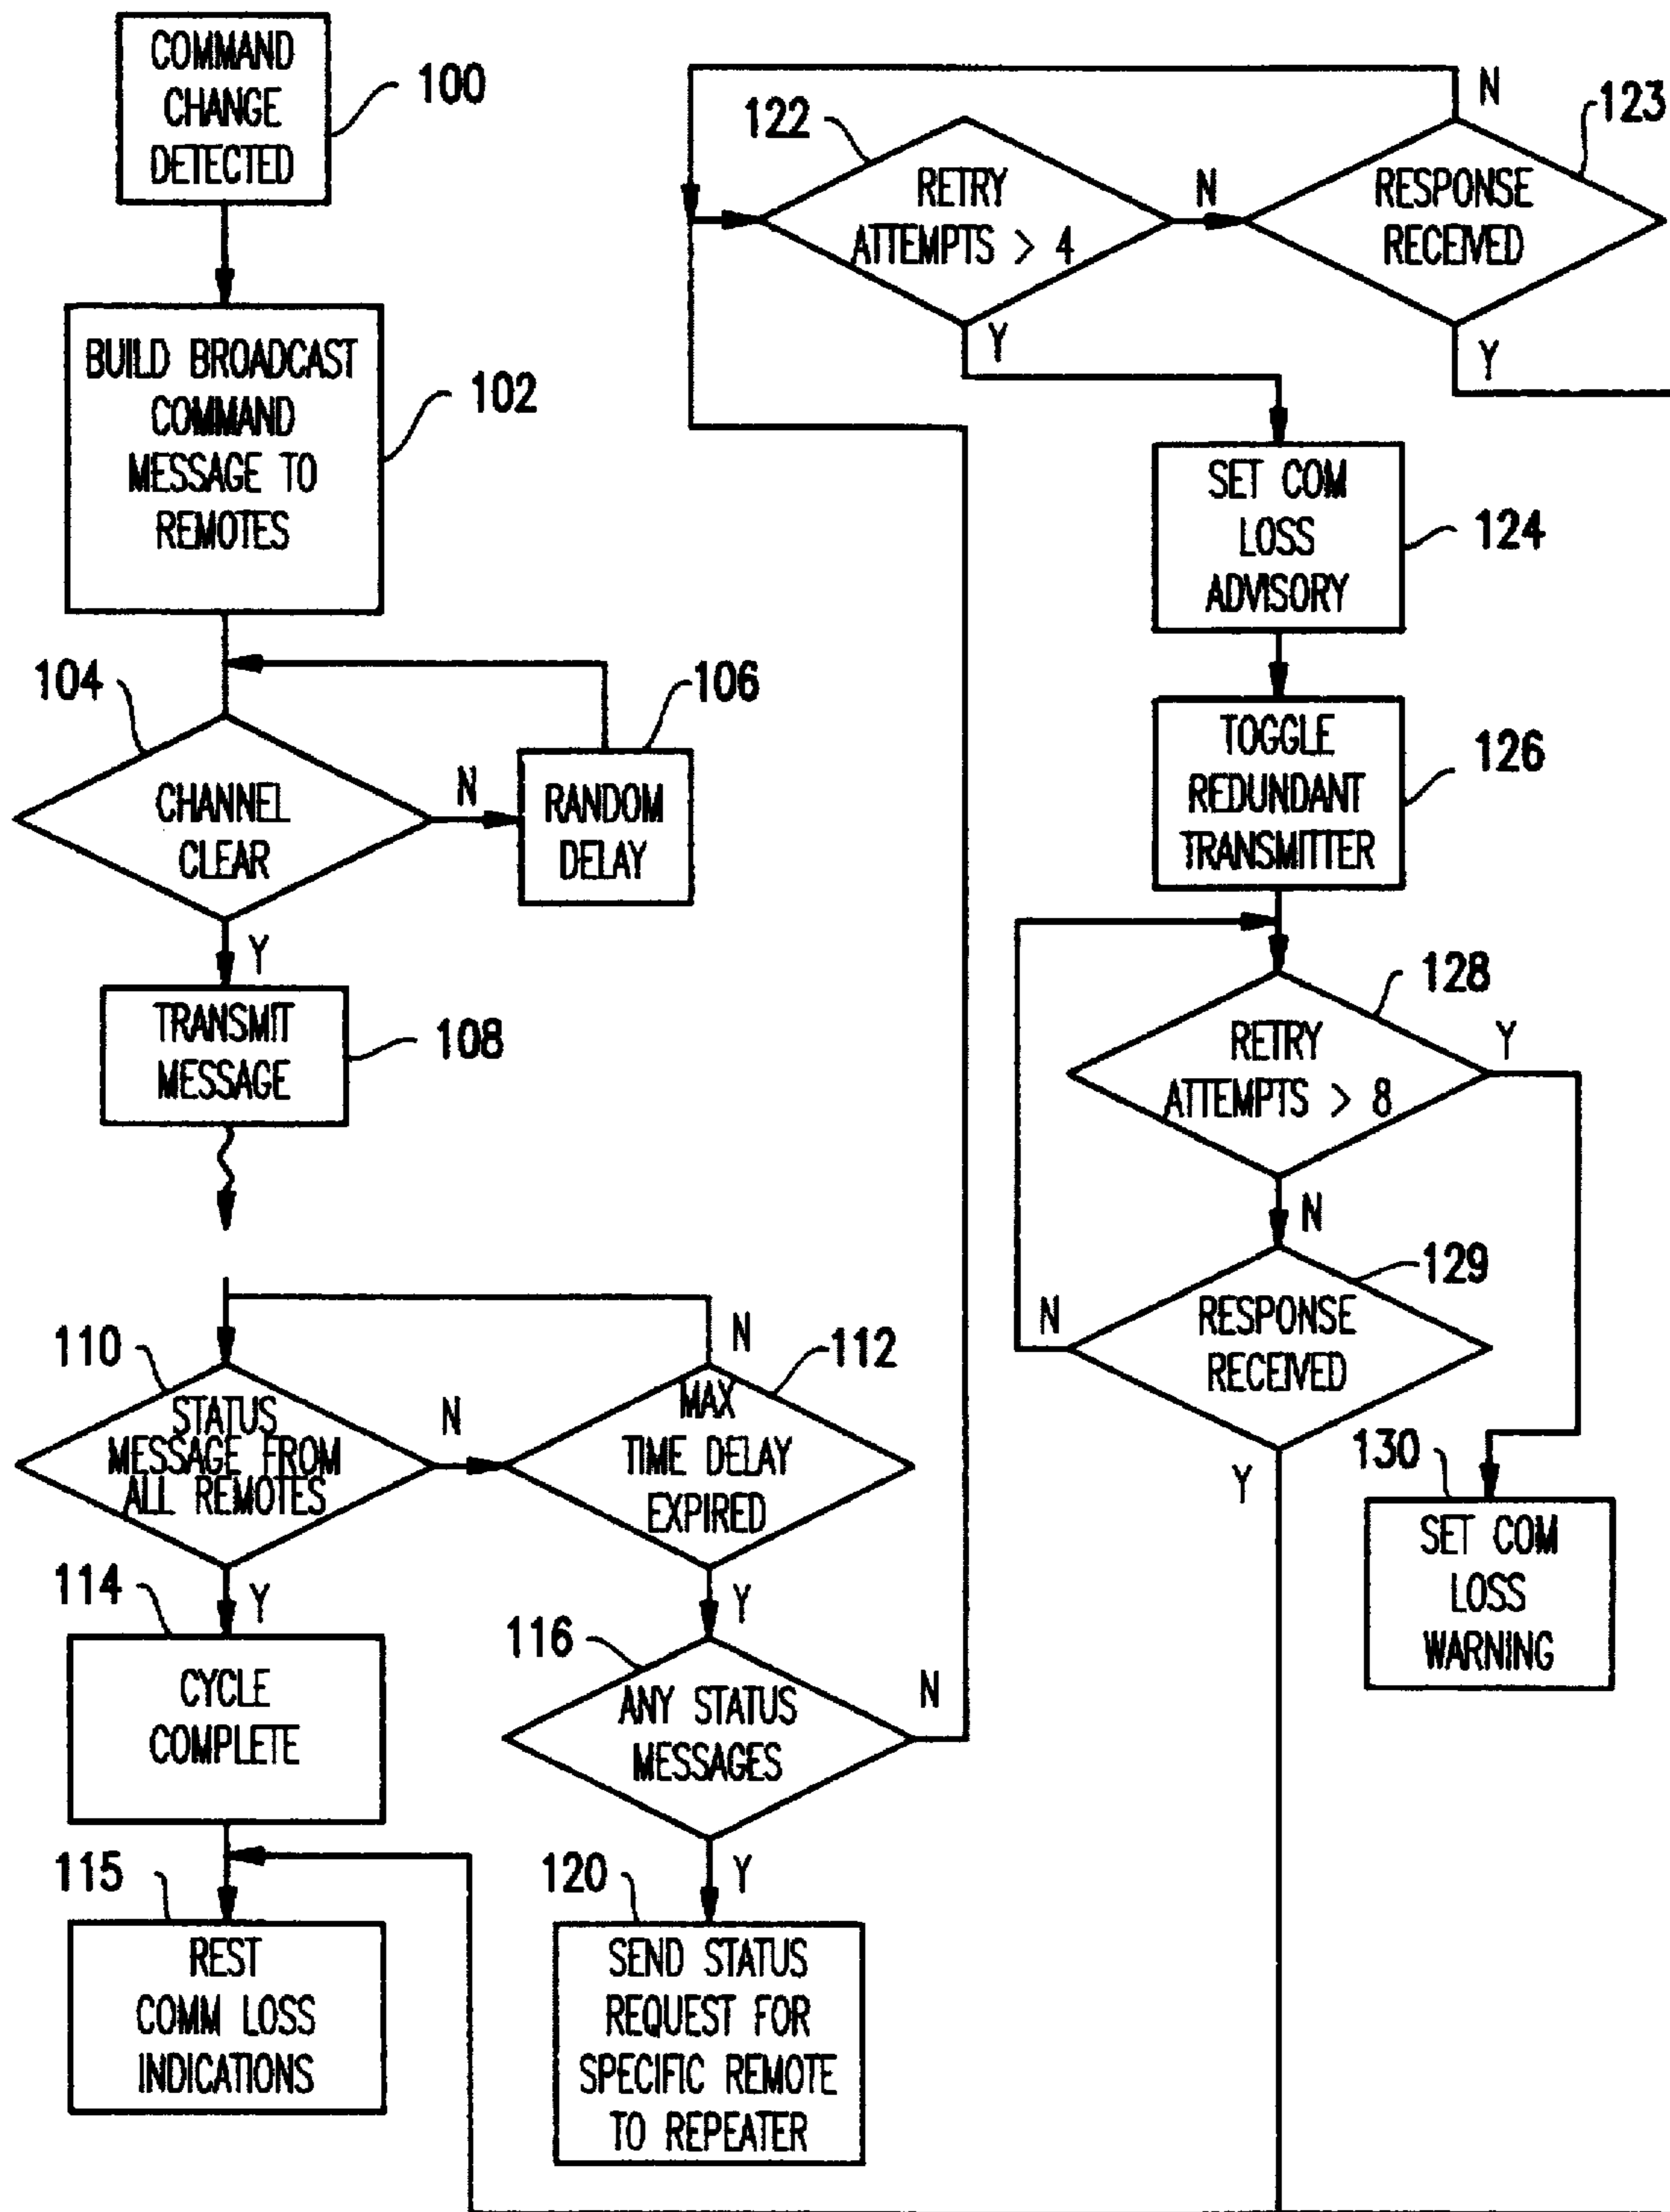 COMMAND
CHANGE
DETECTED
100
BUILD BROADCAST
COMMAND
MESSAGE TO
REMOTES
102
104
CHANNEL
CLEAR
N
Y
106
RANDOM
DELAY
TRANSMIT
MESSAGE
108
110
STATUS
MESSAGE FROM
ALL REMOTES
N
Y
112
MAX
TIME DELAY
EXPIRED
N
Y
114
CYCLE
COMPLETE
115
REST
COMM LOSS
INDICATIONS
116
ANY STATUS
MESSAGES
N
Y
120
SEND STATUS
REQUEST FOR
SPECIFIC REMOTE
TO REPEATER
122
RETRY
ATTEMPTS > 4
N
Y
123
RESPONSE
RECEIVED
N
Y
SET COM
LOSS
ADVISORY
124
TOGGLE
REDUNDANT
TRANSMITTER
126
128
RETRY
ATTEMPTS > 8
Y
N
129
RESPONSE
RECEIVED
N
Y
130
SET COM
LOSS
WARNING